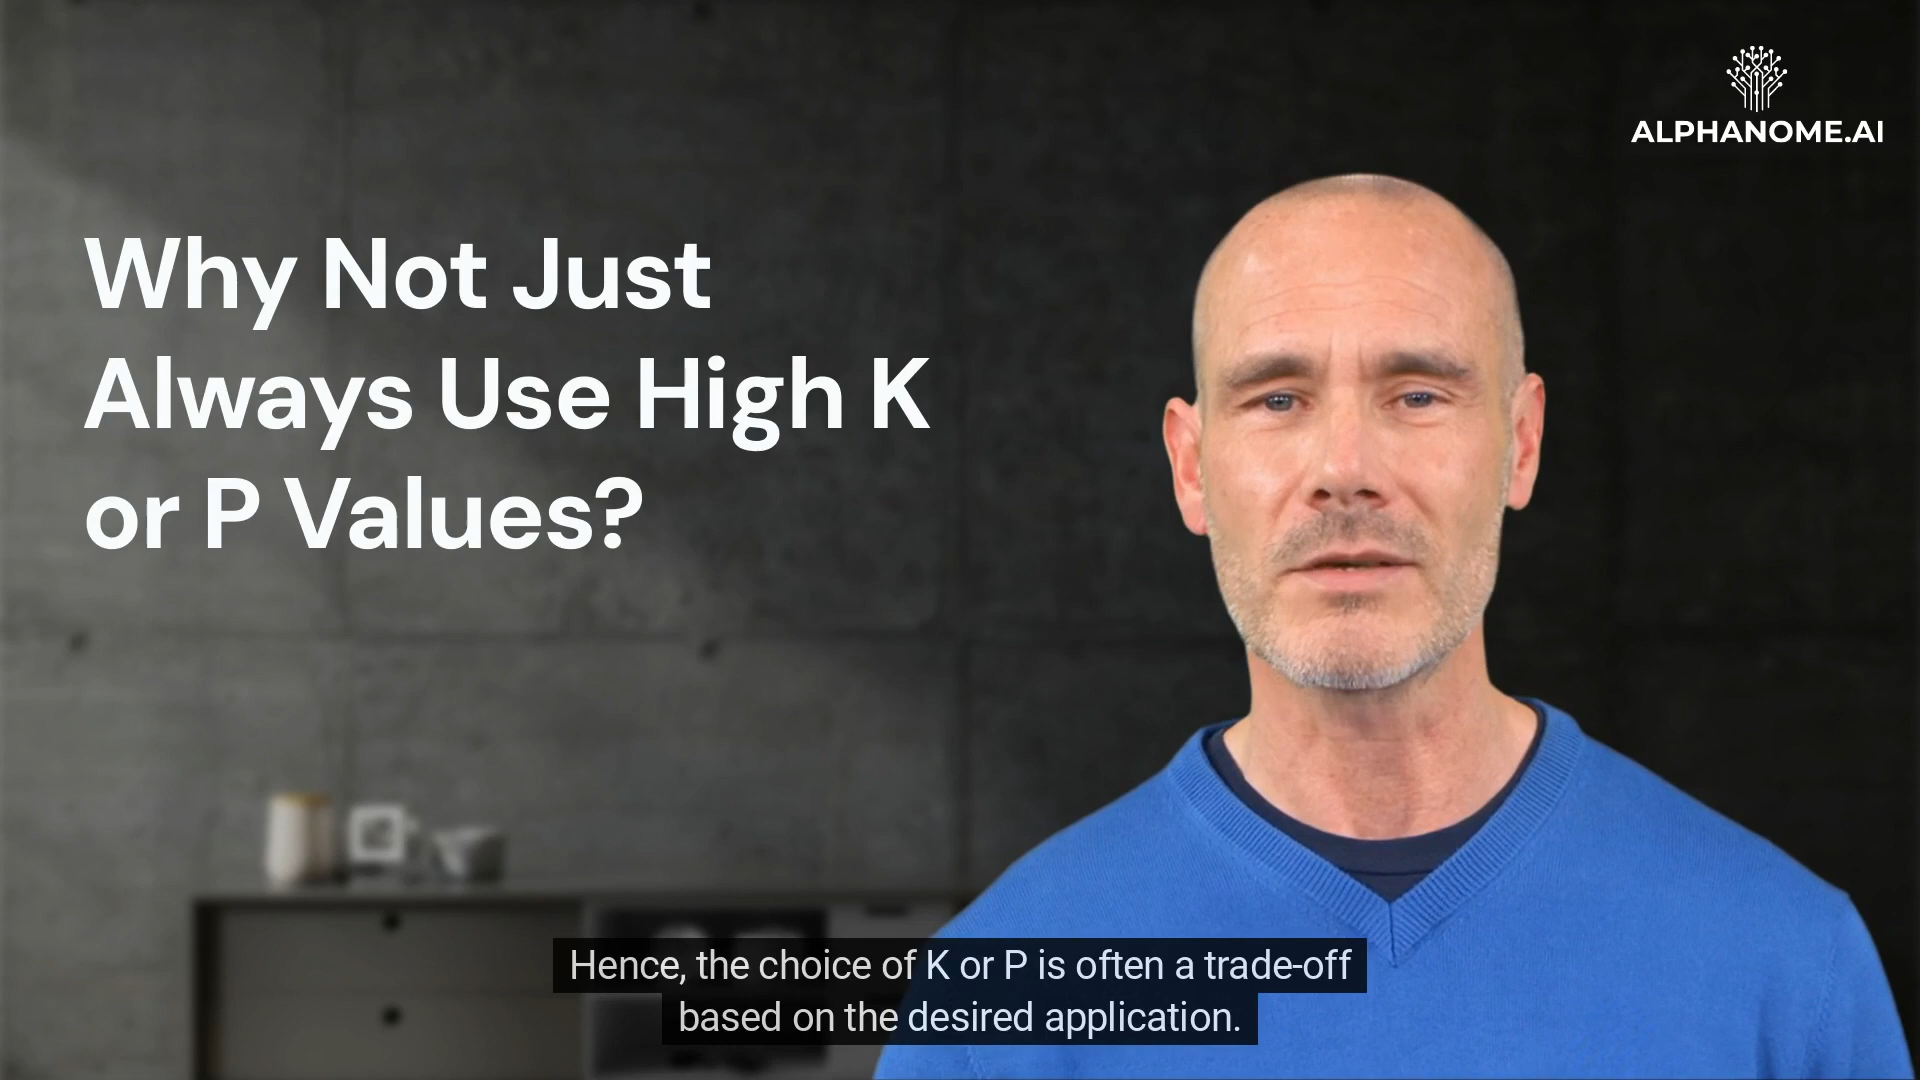 ALPHANOME.AI
Why Not Just
Always Use High K
or P Values?
Hence, the choice of K or P is often a trade-off
based on the desired application.